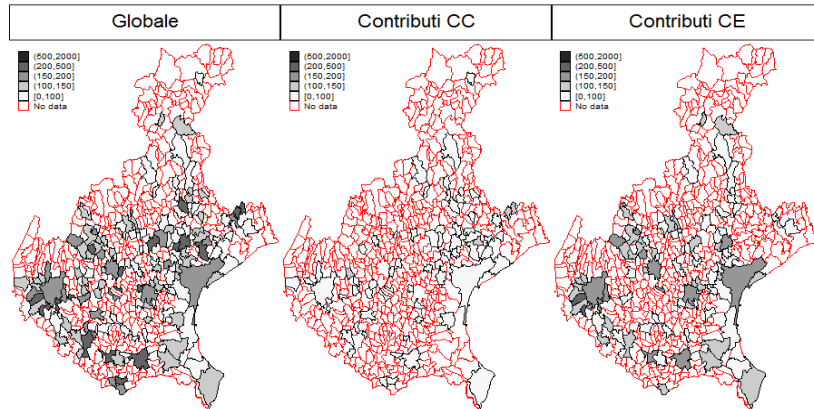 Globale
Contributi CC
Contributi CE
(500,2000]
(200,500]
(150,200]
(100,150]
[0,100]
No data
(500,2000]
(200,500]
(150,200]
(100,150]
[0,100]
No data
(500,2000]
(200,500]
(150,200]
(100,150]
[0,100]
No data